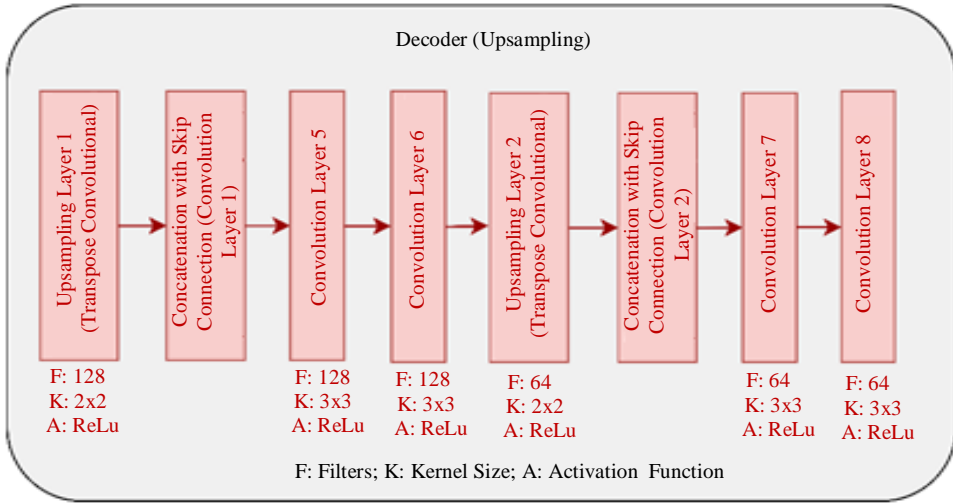 Decoder (Upsampling)
Upsampling Layer 1
(Transpose Convolutional)
Concatenation with Skip
Connection (Convolution
Layer 1)
Convolution Layer 5
Convolution Layer 6
Upsampling Layer 2
(Transpose Convolutional)
Concatenation with Skip
Connection (Convolution
Layer 2)
Convolution Layer 7
Convolution Layer 8
F: 128
K: 2x2
A: ReLu
F: 128
K: 3x3
A: ReLu
F: 128
K: 3x3
A: ReLu
F: 64
K: 2x2
A: ReLu
F: 64
K: 3x3
A: ReLu
F: 64
K: 3x3
A: ReLu
F: Filters; K: Kernel Size; A: Activation Function